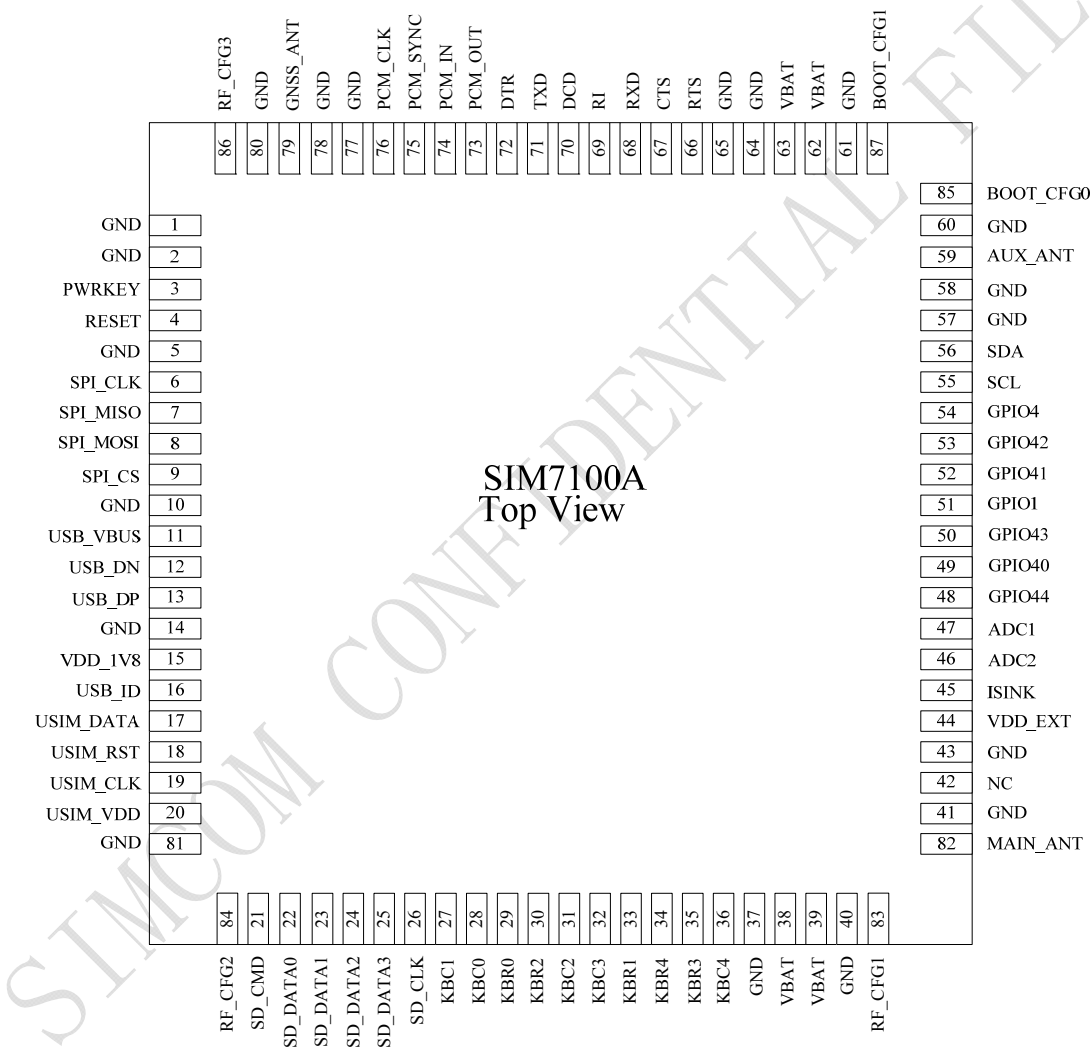 RF_CFG3
GND
GNSS_ANT
GND
GND
PCM_CLK
PCM_SYNC
PCM_IN
PCM_OUT
DTR
TXD
DCD
RI
RXD
CTS
RTS
GND
GND
VBAT
VBAT
GND
BOOT_CFG1
86 80 79 78 77 76 75 74 73 72 71 70 69 68 67 66 65 64 63 62 61 87
GND 1
GND 2
PWRKEY 3
RESET 4
GND 5
SPI_CLK 6
SPI_MISO 7
SPI_MOSI 8
SPI_CS 9
GND 10
USB_VBUS 11
USB_DN 12
USB_DP 13
GND 14
VDD_1V8 15
USB_ID 16
USIM_DATA 17
USIM_RST 18
USIM_CLK 19
USIM_VDD 20
GND 81
SIM7100A
Top View
85 BOOT_CFG0
60 GND
59 AUX_ANT
58 GND
57 GND
56 SDA
55 SCL
54 GPIO4
53 GPIO42
52 GPIO41
51 GPIO1
50 GPIO43
49 GPIO40
48 GPIO44
47 ADC1
46 ADC2
45 ISINK
44 VDD_EXT
43 GND
42 NC
41 GND
82 MAIN_ANT
84 21 22 23 24 25 26 27 28 29 30 31 32 33 34 35 36 37 38 39 40 83
RF_CFG2
SD_CMD
SD_DATA0
SD_DATA1
SD_DATA2
SD_DATA3
SD_CLK
KBC1
KBC0
KBR0
KBR2
KBC2
KBC3
KBR1
KBR4
KBR3
KBC4
GND
VBAT
VBAT
GND
RF_CFG1
SIMCOM CONFIDENTIAL FIL